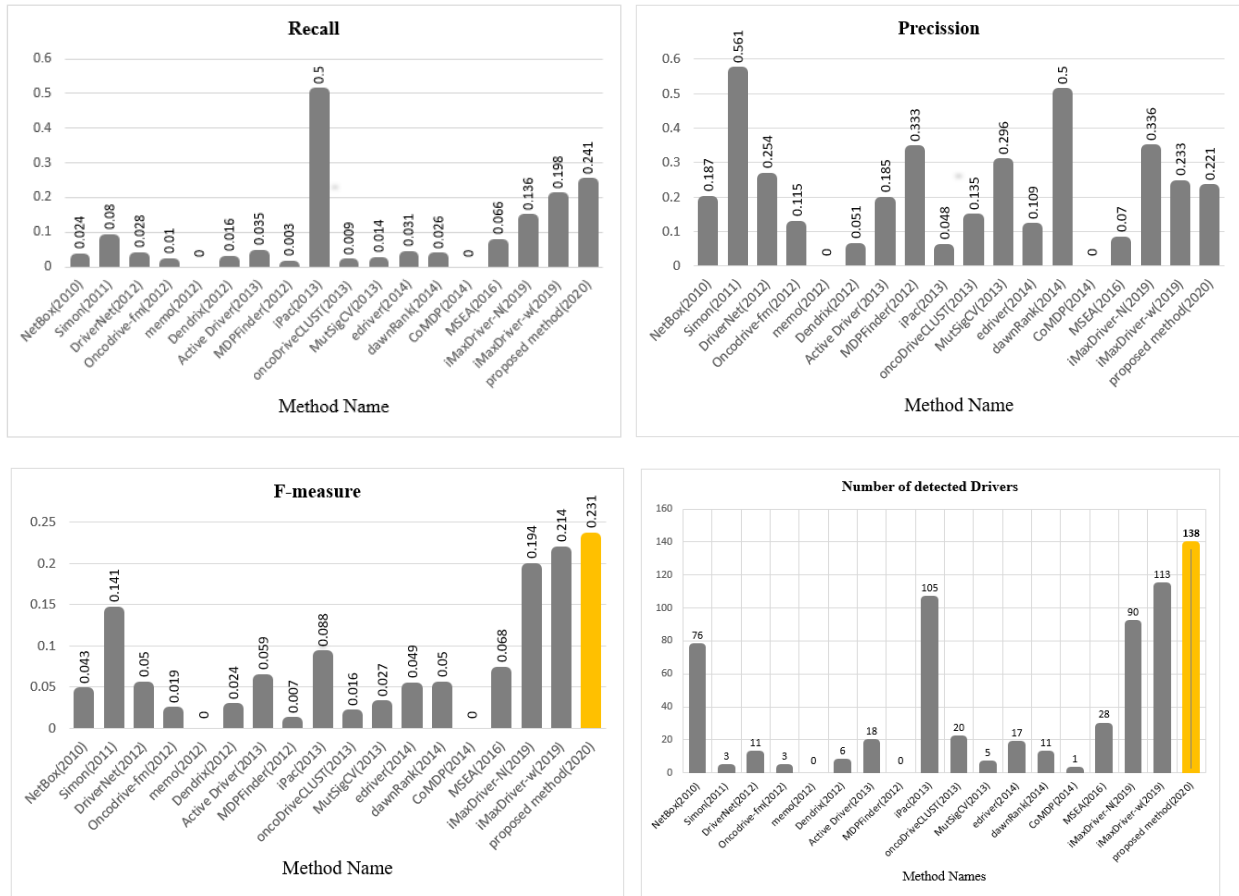 Recall
0.6
0.5
0.4
0.3
0.2
0.1
0
0.024
0.08
0.028
0.01
0
0.016
0.035
0.003
0.5
0.009
0.014
0.031
0.026
0
0.066
0.136
0.198
0.241
NetBox(2010)
Simon(2011)
DriverNet(2012)
Oncodrive-fm(2012)
memo(2012)
Dendrix(2012)
Active Driver(2013)
MDPFinder(2012)
iPac(2013)
oncoDriveCLUST(2013)
MutSigCV(2013)
edriver(2014)
dawnRank(2014)
CoMDP(2014)
MSEA(2016)
iMaxDriver-N(2019)
iMaxDriver-w(2019)
proposed method(2020)
Method Name
Precission
0.6
0.5
0.4
0.3
0.2
0.1
0
0.187
0.561
0.254
0.115
0
0.051
0.185
0.333
0.048
0.135
0.296
0.109
0.5
0
0.07
0.336
0.233
0.221
NetBox(2010)
Simon(2011)
DriverNet(2012)
Oncodrive-fm(2012)
memo(2012)
Dendrix(2012)
Active Driver(2013)
MDPFinder(2012)
iPac(2013)
oncoDriveCLUST(2013)
MutSigCV(2013)
edriver(2014)
dawnRank(2014)
CoMDP(2014)
MSEA(2016)
iMaxDriver-N(2019)
iMaxDriver-w(2019)
proposed method(2020)
Method Name
F-measure
0.25
0.2
0.15
0.1
0.05
0
0.043
0.141
0.05
0.019
0
0.024
0.059
0.007
0.088
0.016
0.027
0.049
0.05
0
0.068
0.194
0.214
0.231
NetBox(2010)
Simon(2011)
DriverNet(2012)
Oncodrive-fm(2012)
memo(2012)
Dendrix(2012)
Active Driver(2013)
MDPFinder(2012)
iPac(2013)
oncoDriveCLUST(2013)
MutSigCV(2013)
edriver(2014)
dawnRank(2014)
CoMDP(2014)
MSEA(2016)
iMaxDriver-N(2019)
iMaxDriver-w(2019)
proposed method(2020)
Method Name
Number of detected Drivers
160
140
120
100
80
60
40
20
0
76
3
11
3
0
6
18
0
105
20
5
17
11
1
28
90
113
138
NetBox(2010)
Simon(2011)
DriverNet(2012)
Oncodrive-fm(2012)
memo(2012)
Dendrix(2012)
Active Driver(2013)
MDPFinder(2012)
iPac(2013)
oncoDriveCLUST(2013)
MutSigCV(2013)
edriver(2014)
dawnRank(2014)
CoMDP(2014)
MSEA(2016)
iMaxDriver-N(2019)
iMaxDriver-w(2019)
proposed method(2020)
Method Names